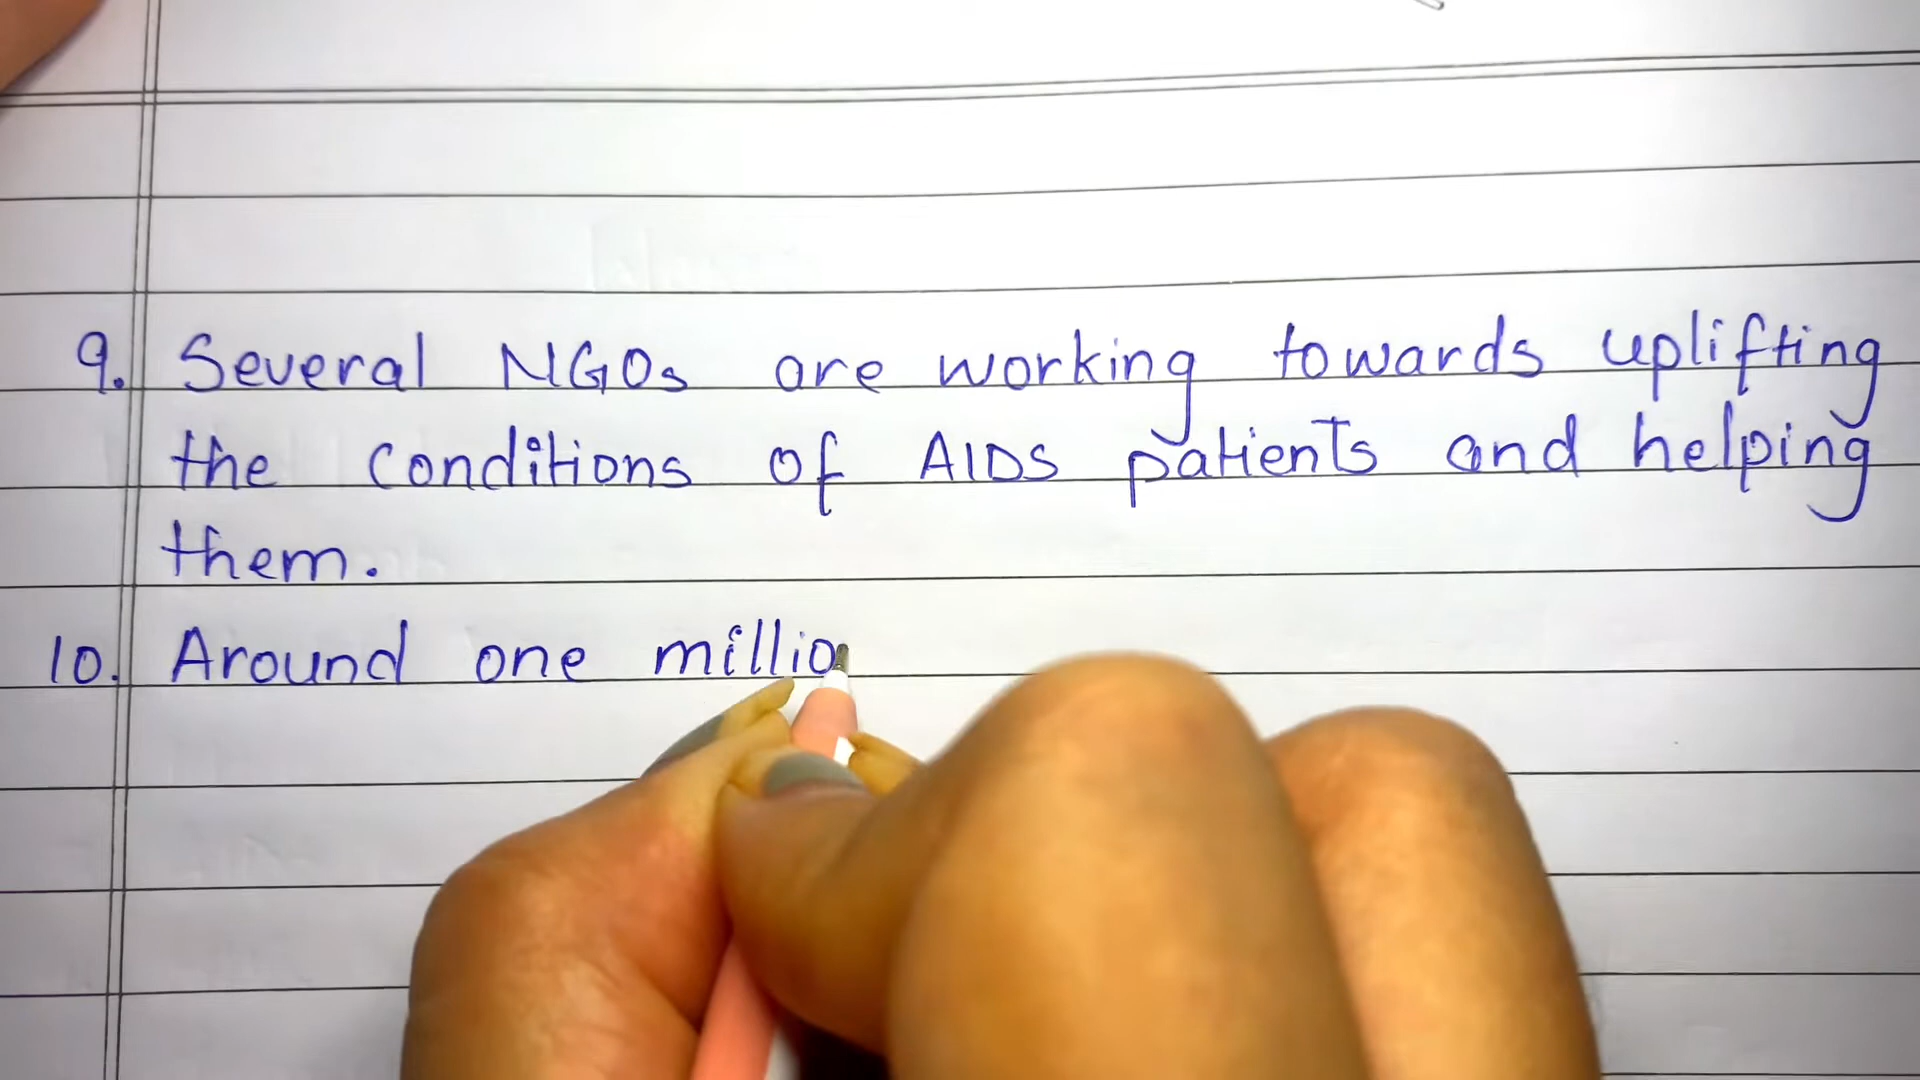 9. Several NGOs are working towards uplifting
the conditions of AIDS patients and helping
them.
10. Around one millio